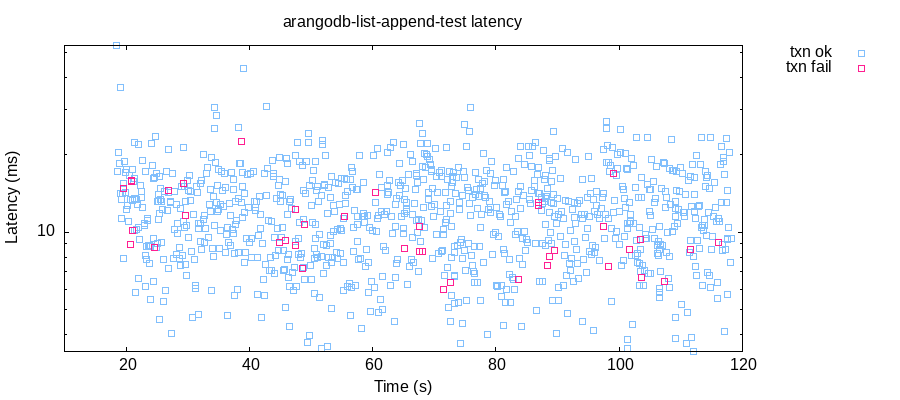 arangodb-list-append-test latency
txn ok
txn fail
Latency (ms)
10
20 40 60 80 100 120
Time (s)